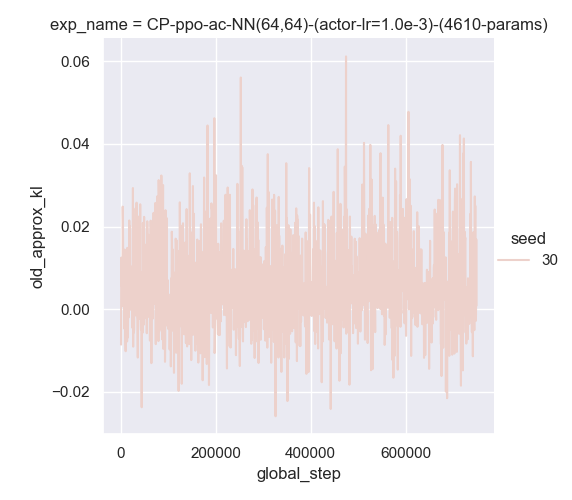 exp_name = CP-ppo-ac-NN(64,64)-(actor-lr=1.0e-3)-(4610-params)
0.06
0.04
0.02
0.00
−0.02
old_approx_kl
0
200000
400000
600000
global_step
seed
30